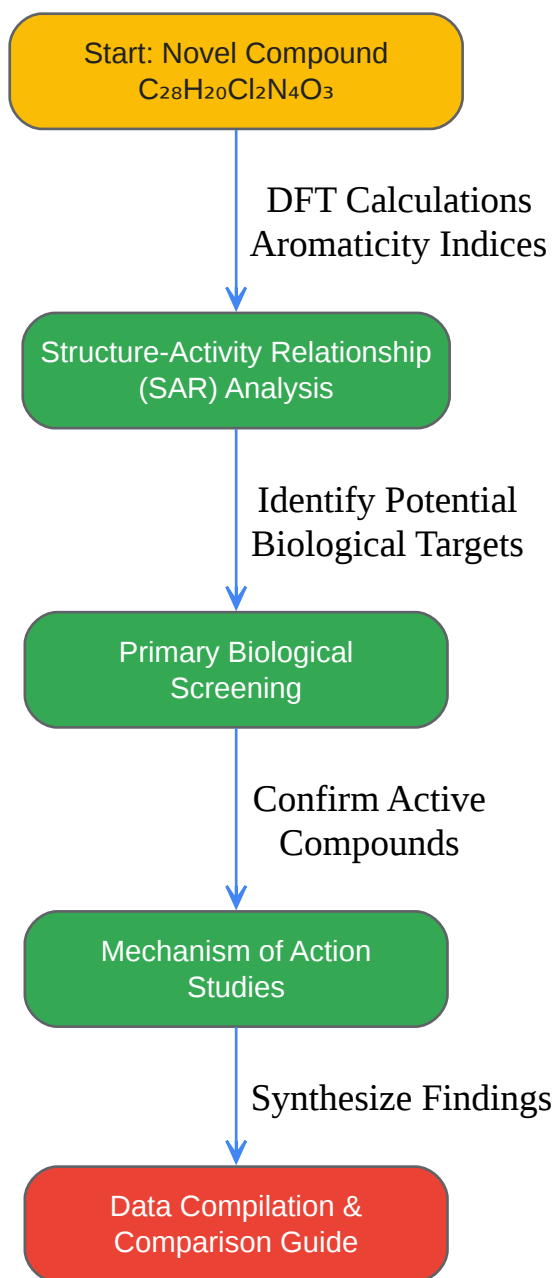 Start: Novel Compound
C₂₈H₂₀Cl₂N₄O₃
DFT Calculations
Aromaticity Indices
Structure-Activity Relationship
(SAR) Analysis
Identify Potential
Biological Targets
Primary Biological
Screening
Confirm Active
Compounds
Mechanism of Action
Studies
Synthesize Findings
Data Compilation &
Comparison Guide